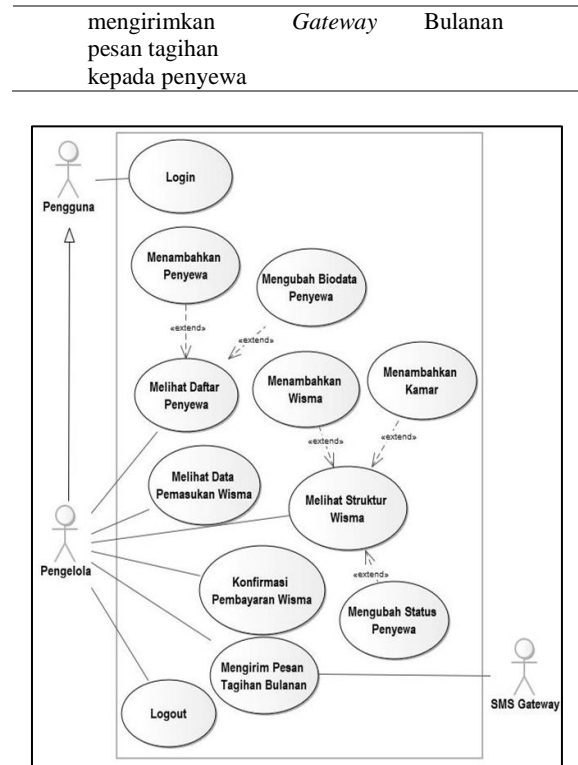 mengirimkan Gateway Bulanan
pesan tagihan
kepada penyewa
Pengguna
Login
Menambahkan
Penyewa
Mengubah Biodata
Penyewa
«extend»
«extend»
Melihat Daftar
Penyewa
Menambahkan
Wisma
Menambahkan
Kamar
«extend»
«extend»
Melihat Data
Pemasukan Wisma
Melihat Struktur
Wisma
Pengelola
Konfirmasi
Pembayaran Wisma
«extend»
Mengubah Status
Penyewa
Mengirim Pesan
Tagihan Bulanan
SMS Gateway
Logout